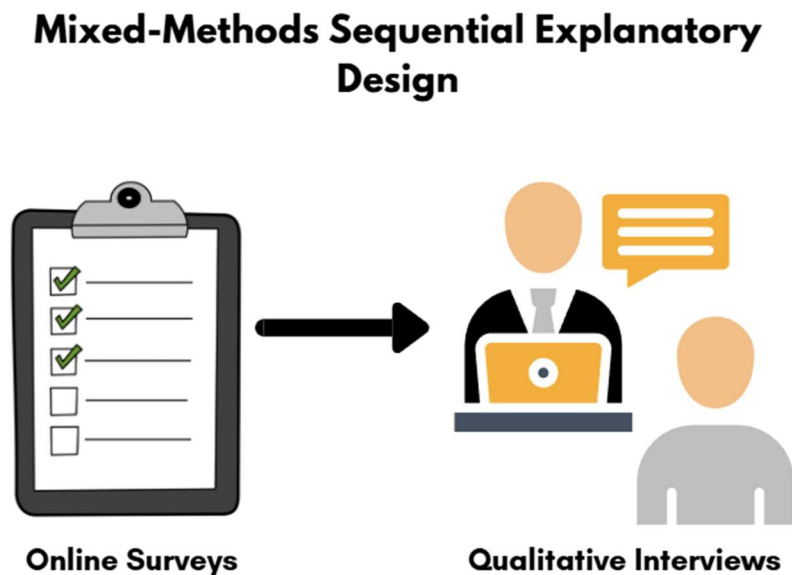 Mixed-Methods Sequential Explanatory
Design
Online Surveys
Qualitative Interviews